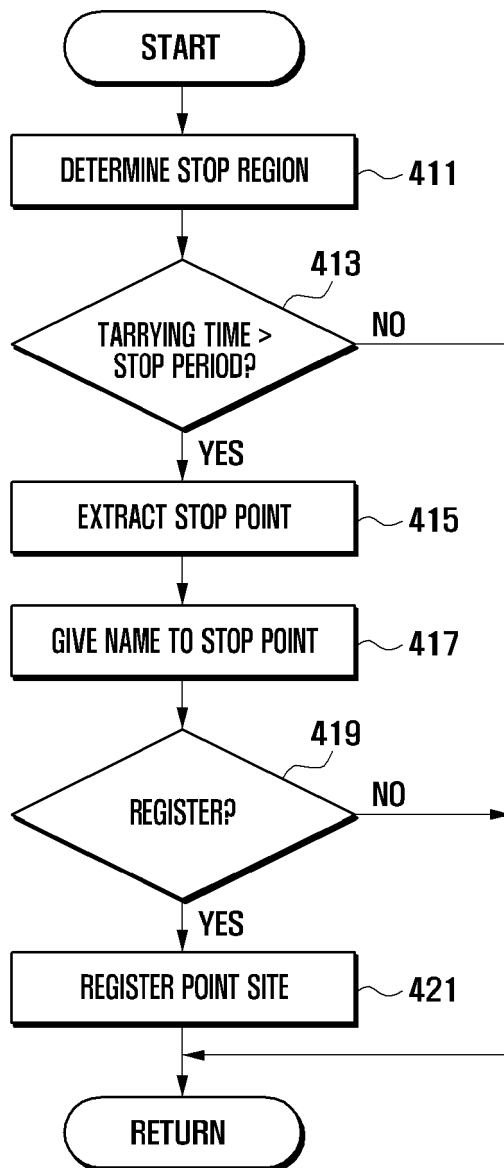 START
DETERMINE STOP REGION
411
413
TARRYING TIME >
STOP PERIOD?
NO
YES
EXTRACT STOP POINT
415
GIVE NAME TO STOP POINT
417
419
REGISTER?
NO
YES
REGISTER POINT SITE
421
RETURN